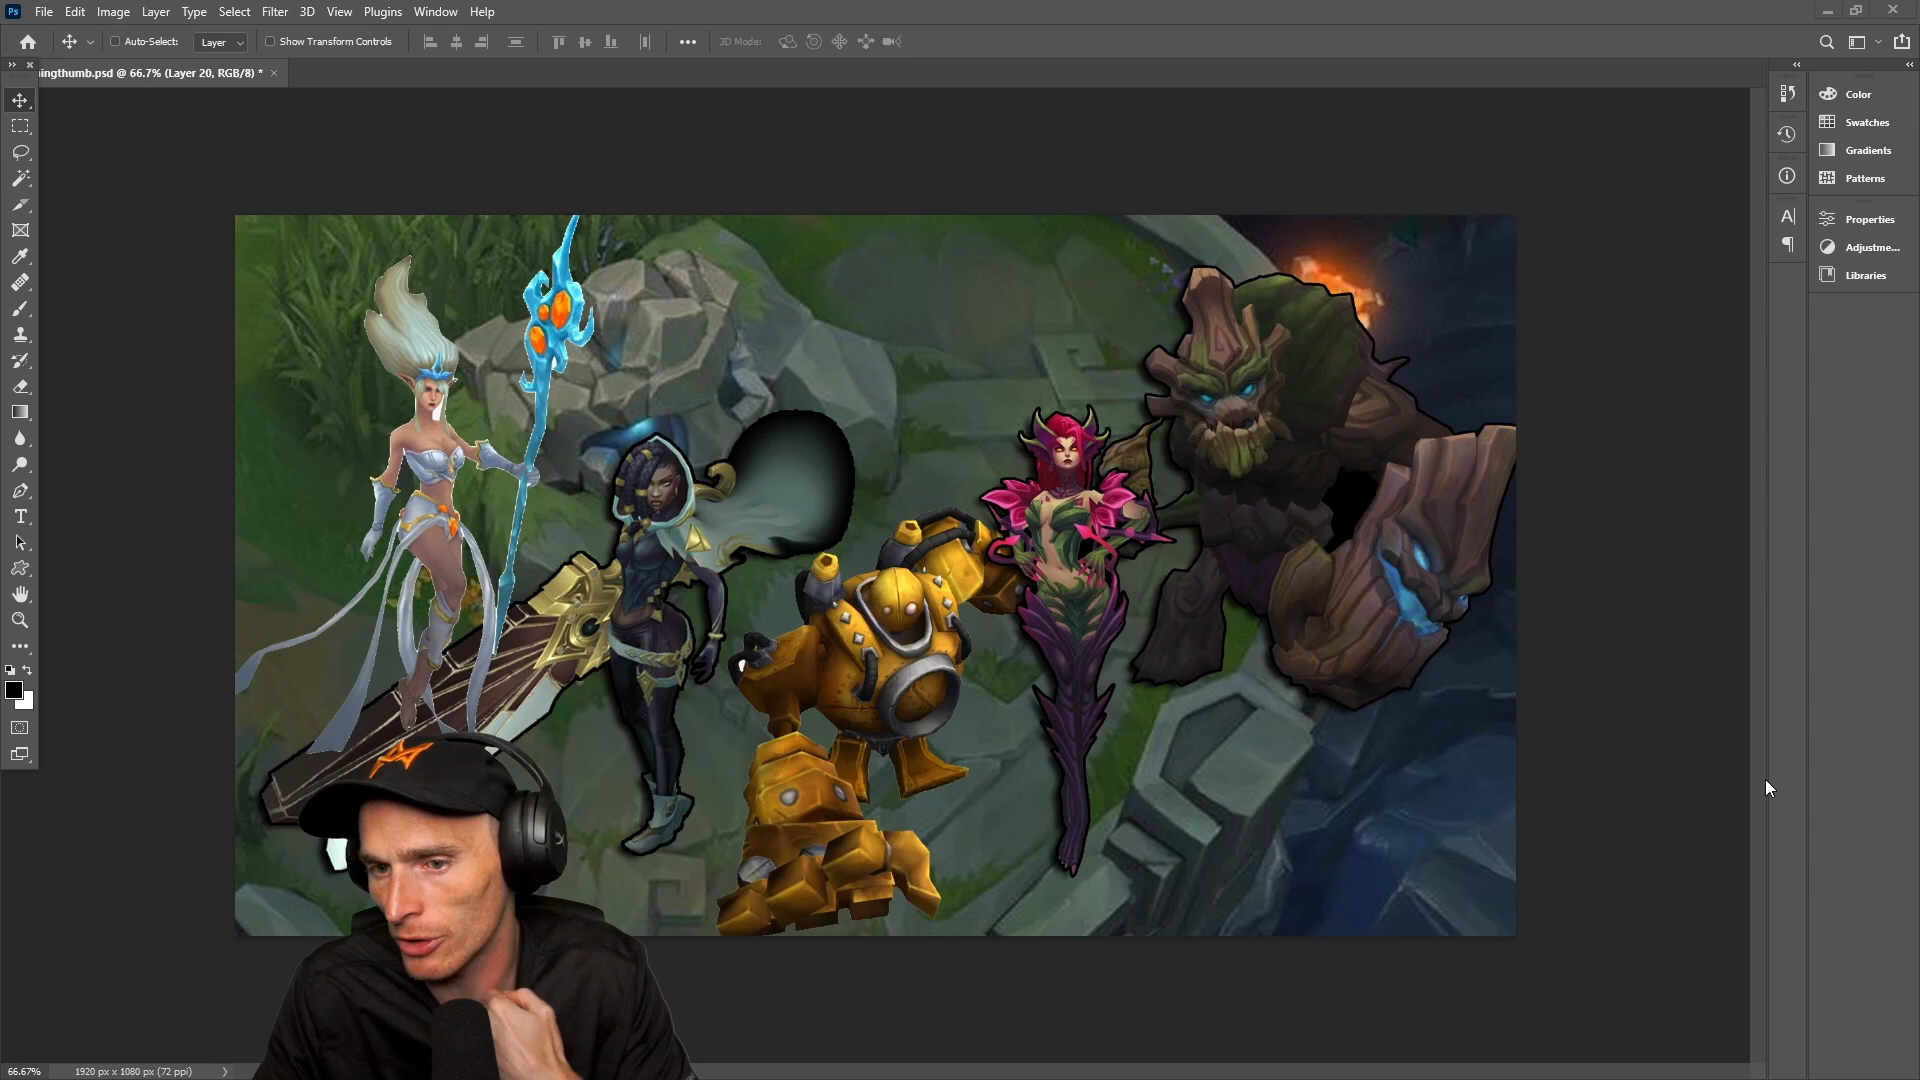 Ps File Edit Image Layer Type Select Filter 3D View Plugins Window Help
Auto-Select: Layer Show Transform Controls 3D Mode:
ingthumb.psd @ 66.7% (Layer 20, RGB/8) *
Color
Swatches
Gradients
Patterns
Properties
Adjustme...
Libraries
66.67% 1920 px x 1080 px (72 ppi)